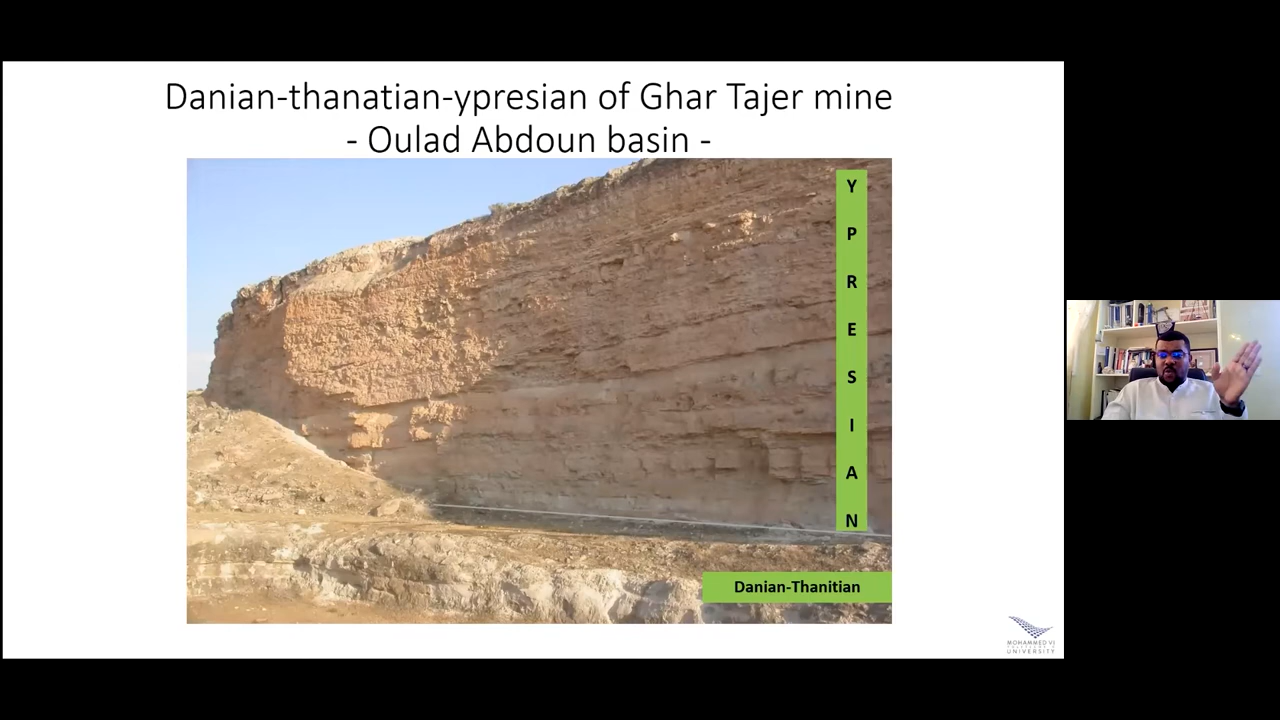 Danian-thanatian-ypresian of Ghar Tajer mine
- Oulad Abdoun basin -
Y
P
R
E
S
I
A
N
Danian-Thanitian
MOHAMMED VI
UNIVERSITY